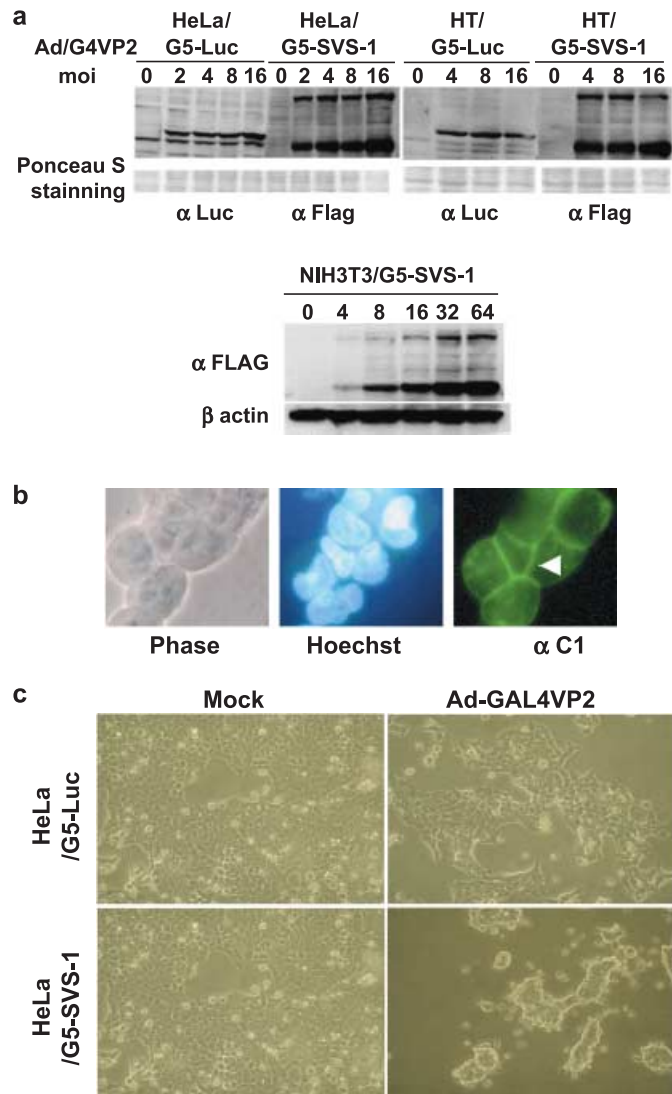 a
HeLa/ HeLa/ HT/ HT/
Ad/G4VP2 G5-Luc G5-SVS-1 G5-Luc G5-SVS-1
moi 0 2 4 8 16 0 2 4 8 16 0 4 8 16 0 4 8 16
Ponceau S
stainning
α Luc α Flag α Luc α Flag
NIH3T3/G5-SVS-1
0 4 8 16 32 64
α FLAG
β actin
b
Phase Hoechst α C1
c
Mock Ad-GAL4VP2
HeLa
/G5-Luc
HeLa
/G5-SVS-1